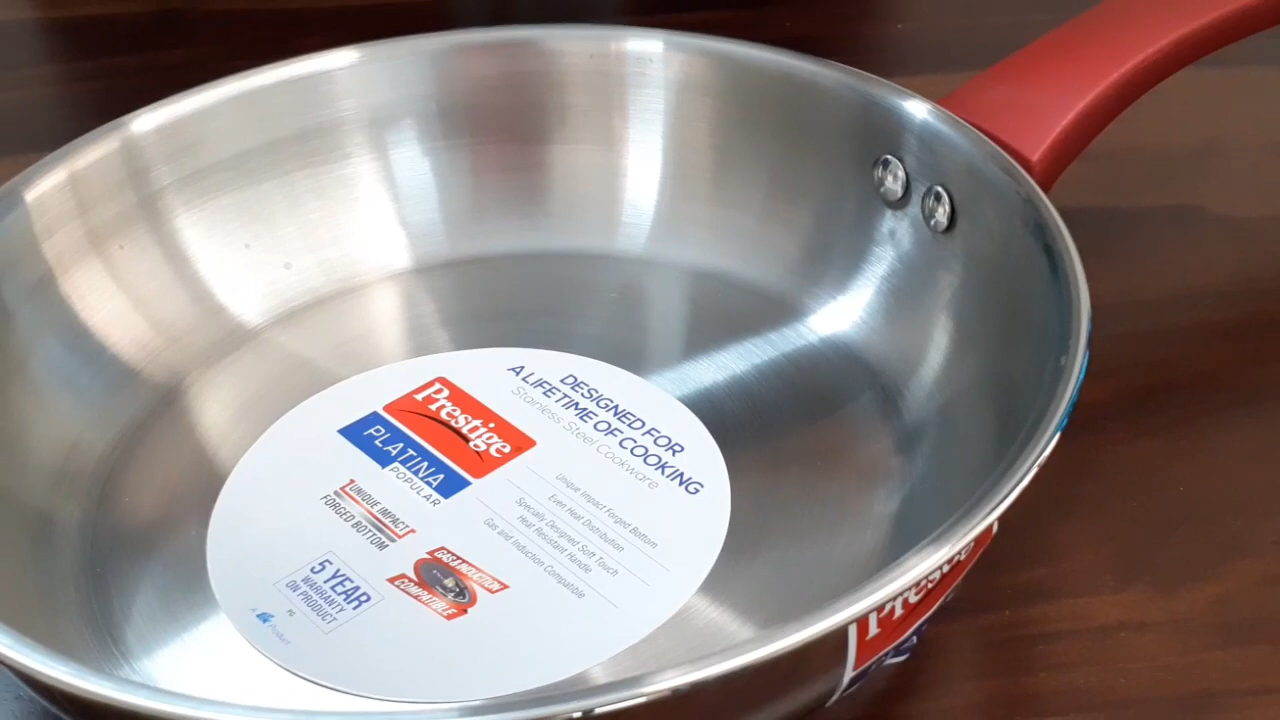 Prestige
PLATINA
POPULAR
UNIQUE IMPACT
FORGED BOTTOM
5 YEAR
WARRANTY
ON PRODUCT
GAS & INDUCTION
COMPATIBLE
DESIGNED FOR
A LIFETIME OF COOKING
Stainless Steel Cookware
Unique Impact Forged Bottom
Even Heat Distribution
Specially Designed Soft Touch
Heat Resistant Handle
Gas and Induction Compatible
A
Product